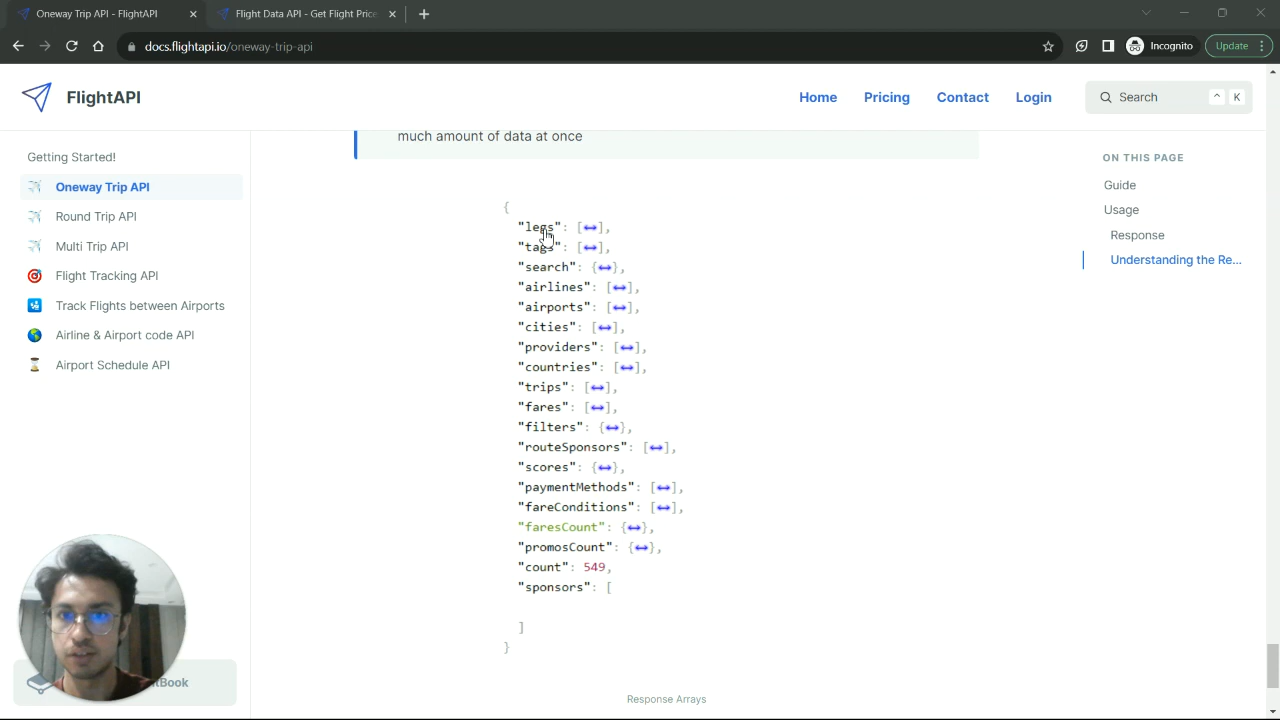 Oneway Trip API - FlightAPI
Flight Data API - Get Flight Price
docs.flightapi.io/oneway-trip-api
Incognito
Update
FlightAPI
Home
Pricing
Contact
Login
Search
^
K
Getting Started!
Oneway Trip API
Round Trip API
Multi Trip API
Flight Tracking API
Track Flights between Airports
Airline & Airport code API
Airport Schedule API
tBook
much amount of data at once
{
"legs": [↔],
"tags": [↔],
"search": {↔},
"airlines": [↔],
"airports": [↔],
"cities": [↔],
"providers": [↔],
"countries": [↔],
"trips": [↔],
"fares": [↔],
"filters": {↔},
"routeSponsors": [↔],
"scores": {↔},
"paymentMethods": [↔],
"fareConditions": [↔],
"faresCount": {↔},
"promosCount": {↔},
"count": 549,
"sponsors": [
]
}
Response Arrays
ON THIS PAGE
Guide
Usage
Response
Understanding the Re...